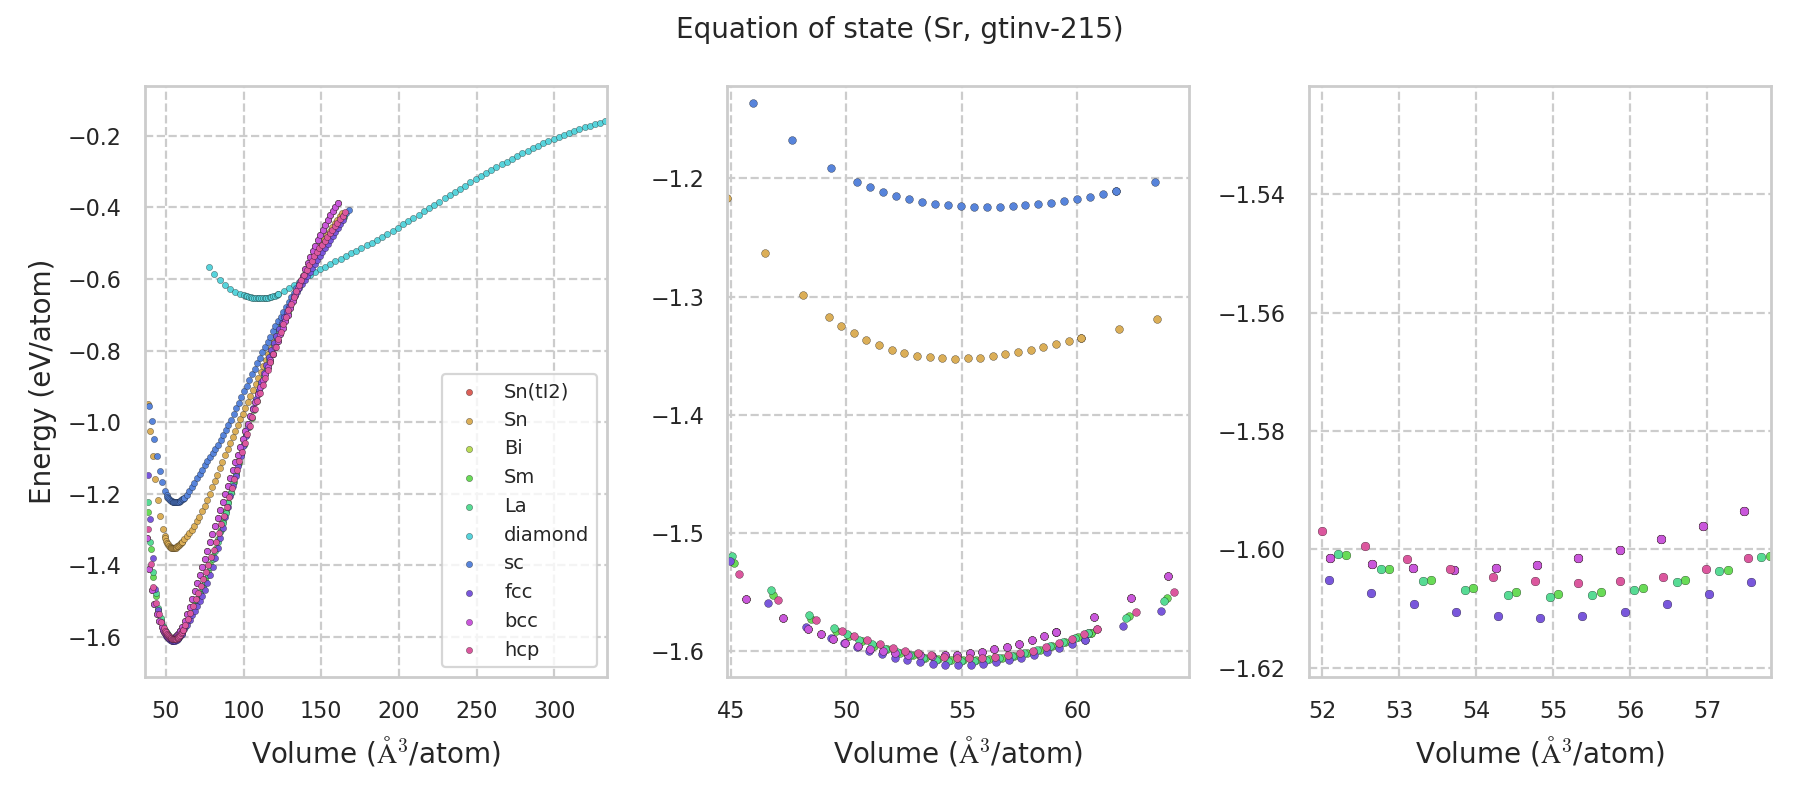 Equation of state (Sr, gtinv-215)
Energy (eV/atom)
−0.2
−0.4
−0.6
−0.8
−1.0
−1.2
−1.4
−1.6
50 100 150 200 250 300
Volume (Å³/atom)
Sn(tI2)
Sn
Bi
Sm
La
diamond
sc
fcc
bcc
hcp
−1.2
−1.3
−1.4
−1.5
−1.6
45 50 55 60
Volume (Å³/atom)
−1.54
−1.56
−1.58
−1.60
−1.62
52 53 54 55 56 57
Volume (Å³/atom)